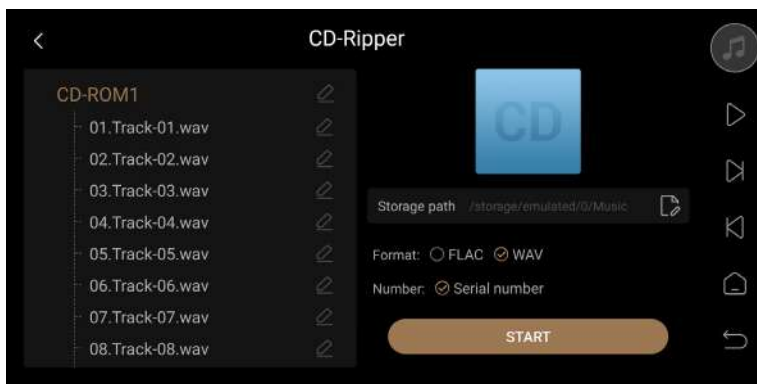 CD-Ripper
CD-ROM1
01.Track-01.wav
02.Track-02.wav
03.Track-03.wav
04.Track-04.wav
05.Track-05.wav
06.Track-06.wav
07.Track-07.wav
08.Track-08.wav
CD
Storage path /storage/emulated/0/Music
Format: FLAC WAV
Number: Serial number
START